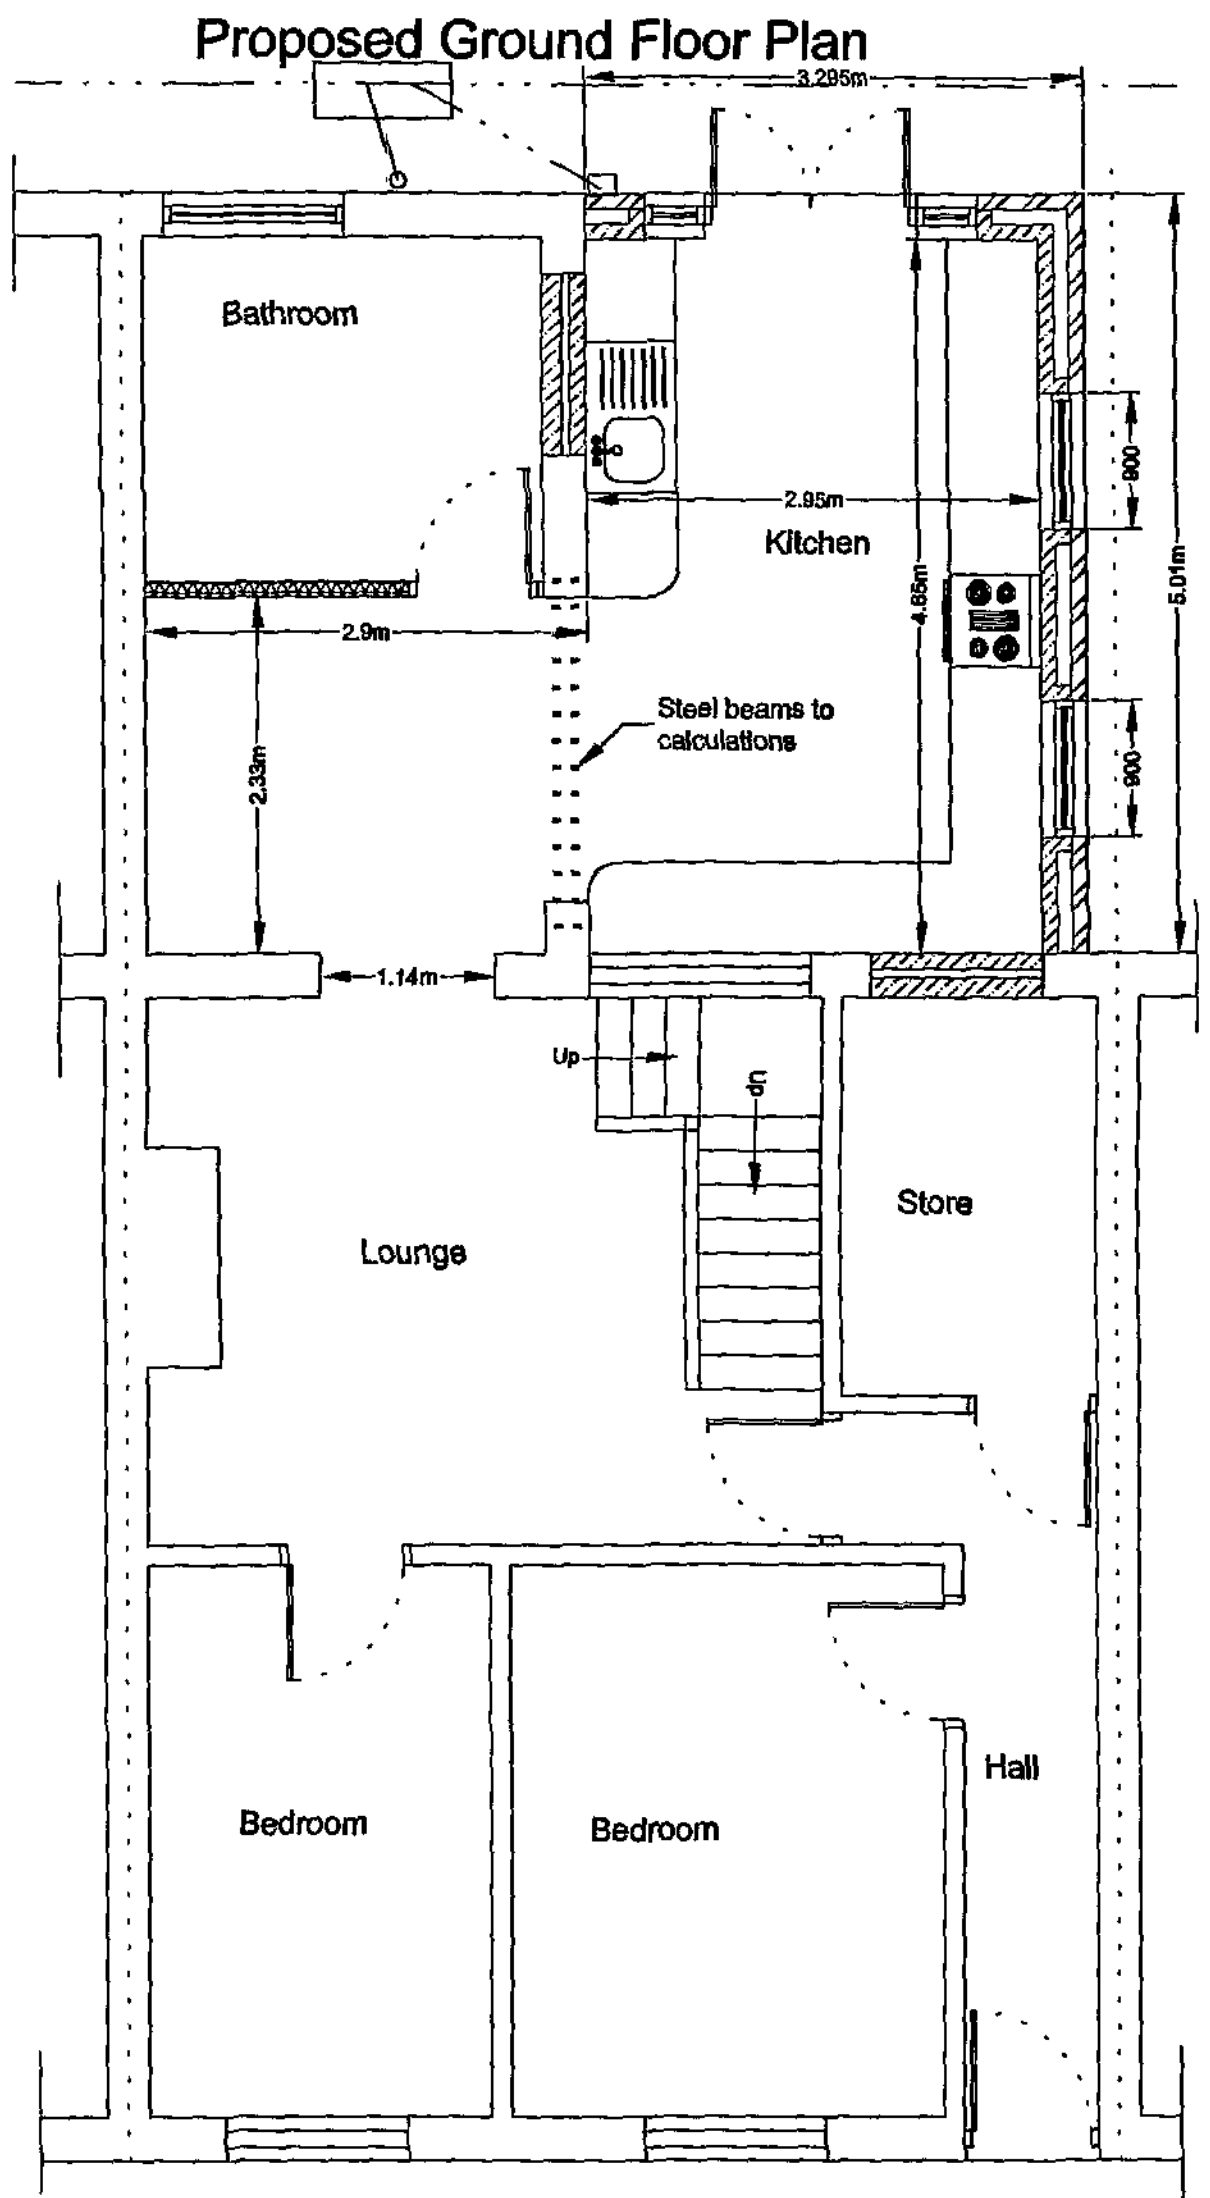 Proposed Ground Floor Plan
3.295m
Bathroom
900
2.95m
Kitchen
5.01m
4.65m
2.9m
Steel beams to
calculations
2.33m
900
1.14m
Up
Up
Store
Lounge
Hall
Bedroom
Bedroom